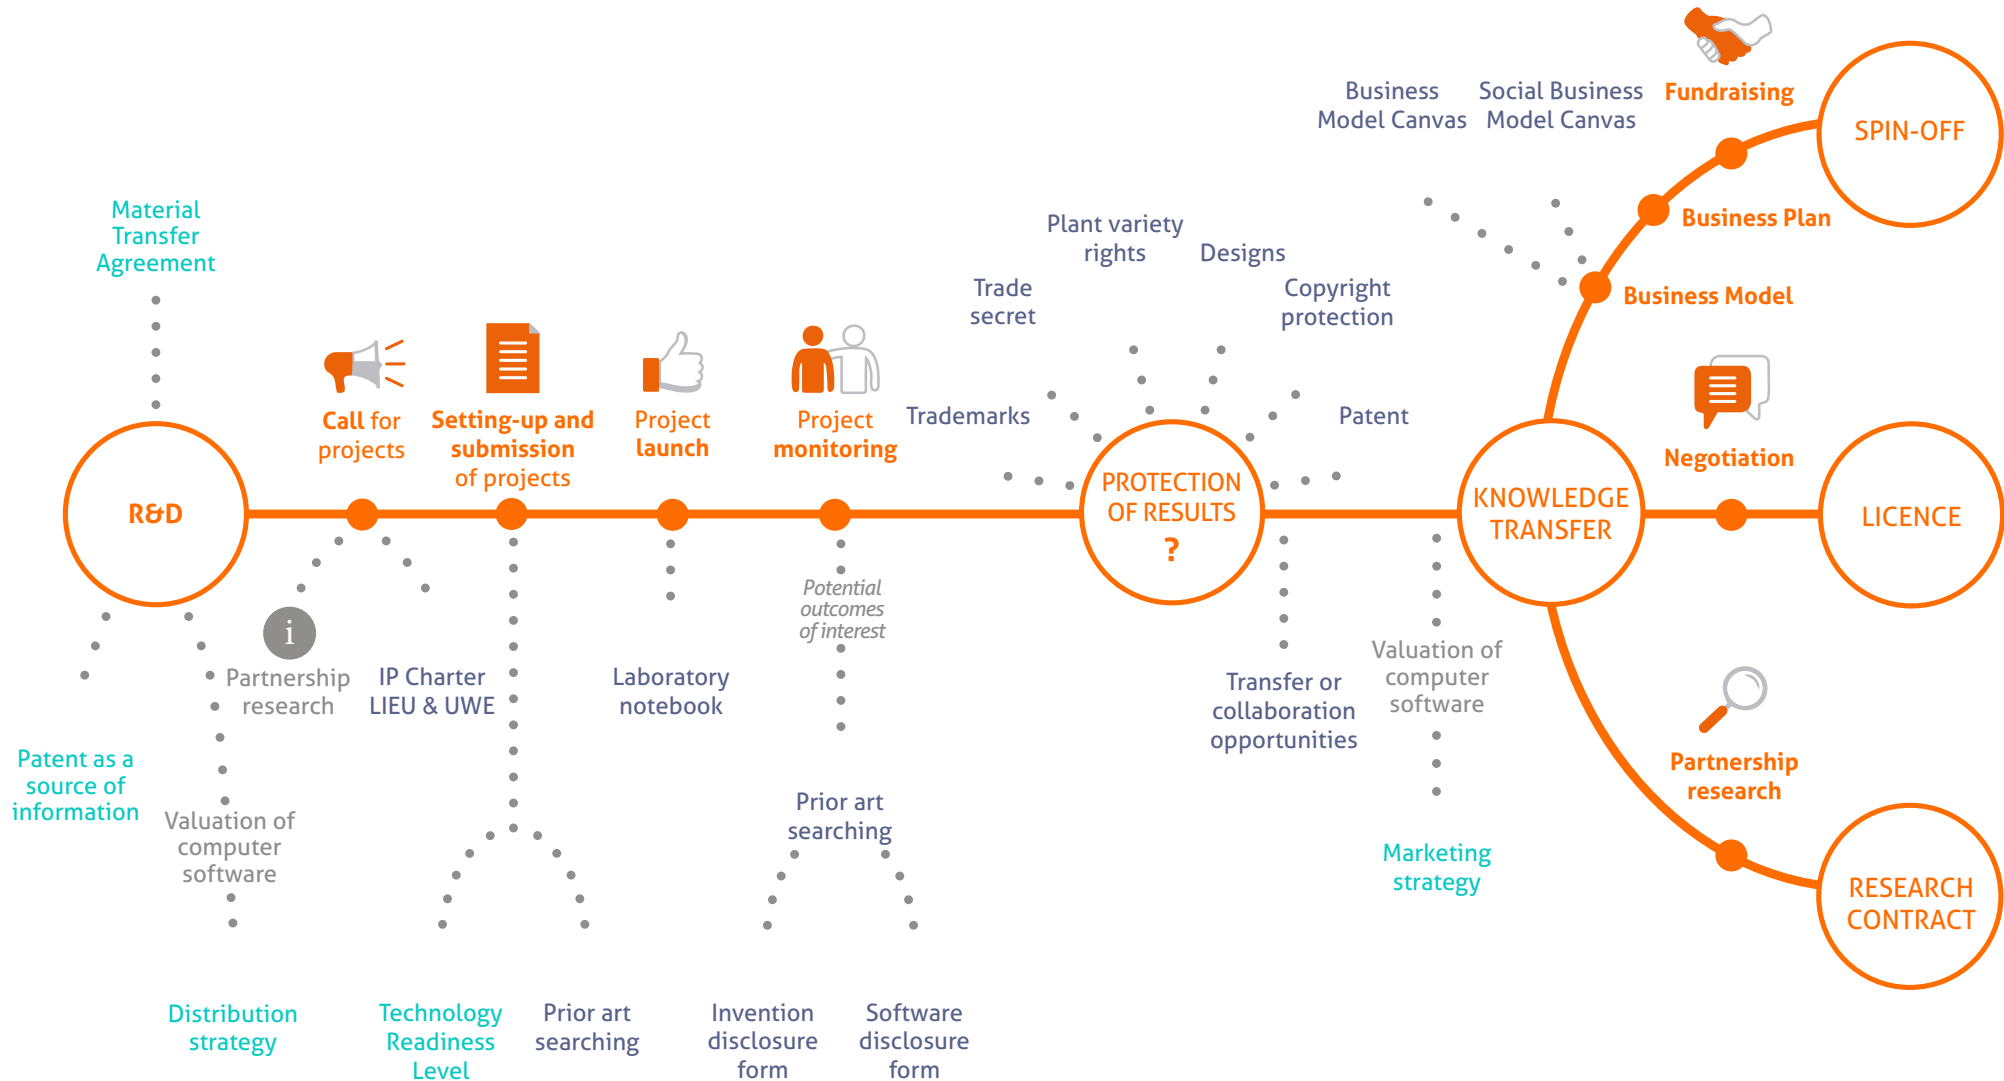 Business
Model Canvas
Social Business
Model Canvas
Fundraising
SPIN-OFF
Business Plan
Business Model
Material
Transfer
Agreement
Plant variety
rights
Designs
Trade
secret
Copyright
protection
Trademarks
Patent
Call for
projects
Setting-up and
submission
of projects
Project
launch
Project
monitoring
Negotiation
R&D
PROTECTION
OF RESULTS
?
KNOWLEDGE
TRANSFER
LICENCE
Potential
outcomes
of interest
i
Partnership
research
IP Charter
LIEU & UWE
Laboratory
notebook
Transfer or
collaboration
opportunities
Valuation of
computer
software
Partnership
research
Patent as a
source of
information
Valuation of
computer
software
Prior art
searching
Marketing
strategy
RESEARCH
CONTRACT
Distribution
strategy
Technology
Readiness
Level
Prior art
searching
Invention
disclosure
form
Software
disclosure
form